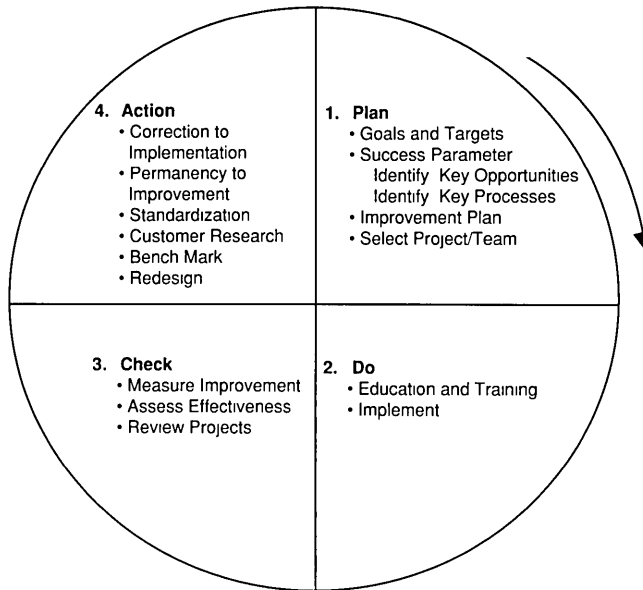 1. Plan
• Goals and Targets
• Success Parameter
Identify Key Opportunities
Identify Key Processes
• Improvement Plan
• Select Project/Team
2. Do
• Education and Training
• Implement
3. Check
• Measure Improvement
• Assess Effectiveness
• Review Projects
4. Action
• Correction to
Implementation
• Permanency to
Improvement
• Standardization
• Customer Research
• Bench Mark
• Redesign